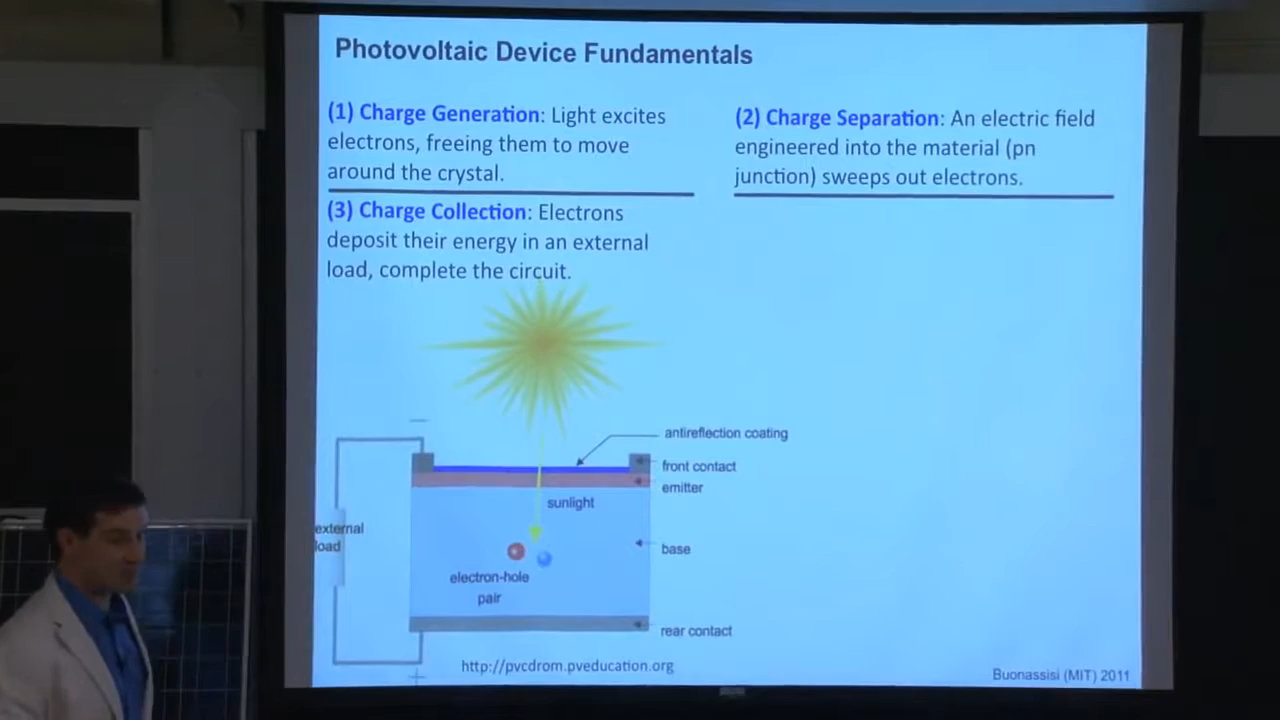 Photovoltaic Device Fundamentals
(1) Charge Generation: Light excites
electrons, freeing them to move
around the crystal.
(2) Charge Separation: An electric field
engineered into the material (pn
junction) sweeps out electrons.
(3) Charge Collection: Electrons
deposit their energy in an external
load, complete the circuit.
antireflection coating
front contact
emitter
sunlight
external
load
base
electron-hole
pair
rear contact
http://pvcdrom.pveducation.org
Buonassisi (MIT) 2011